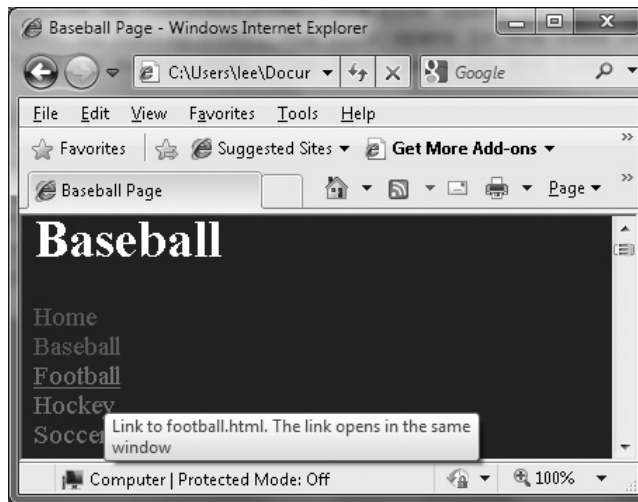 Baseball Page - Windows Internet Explorer
C:\Users\lee\Docur
Google
File Edit View Favorites Tools Help
Favorites Suggested Sites Get More Add-ons »
Baseball Page Page »
Baseball
Home
Baseball
Football
Hockey
Soccer
Link to football.html. The link opens in the same
window
Computer | Protected Mode: Off 100%